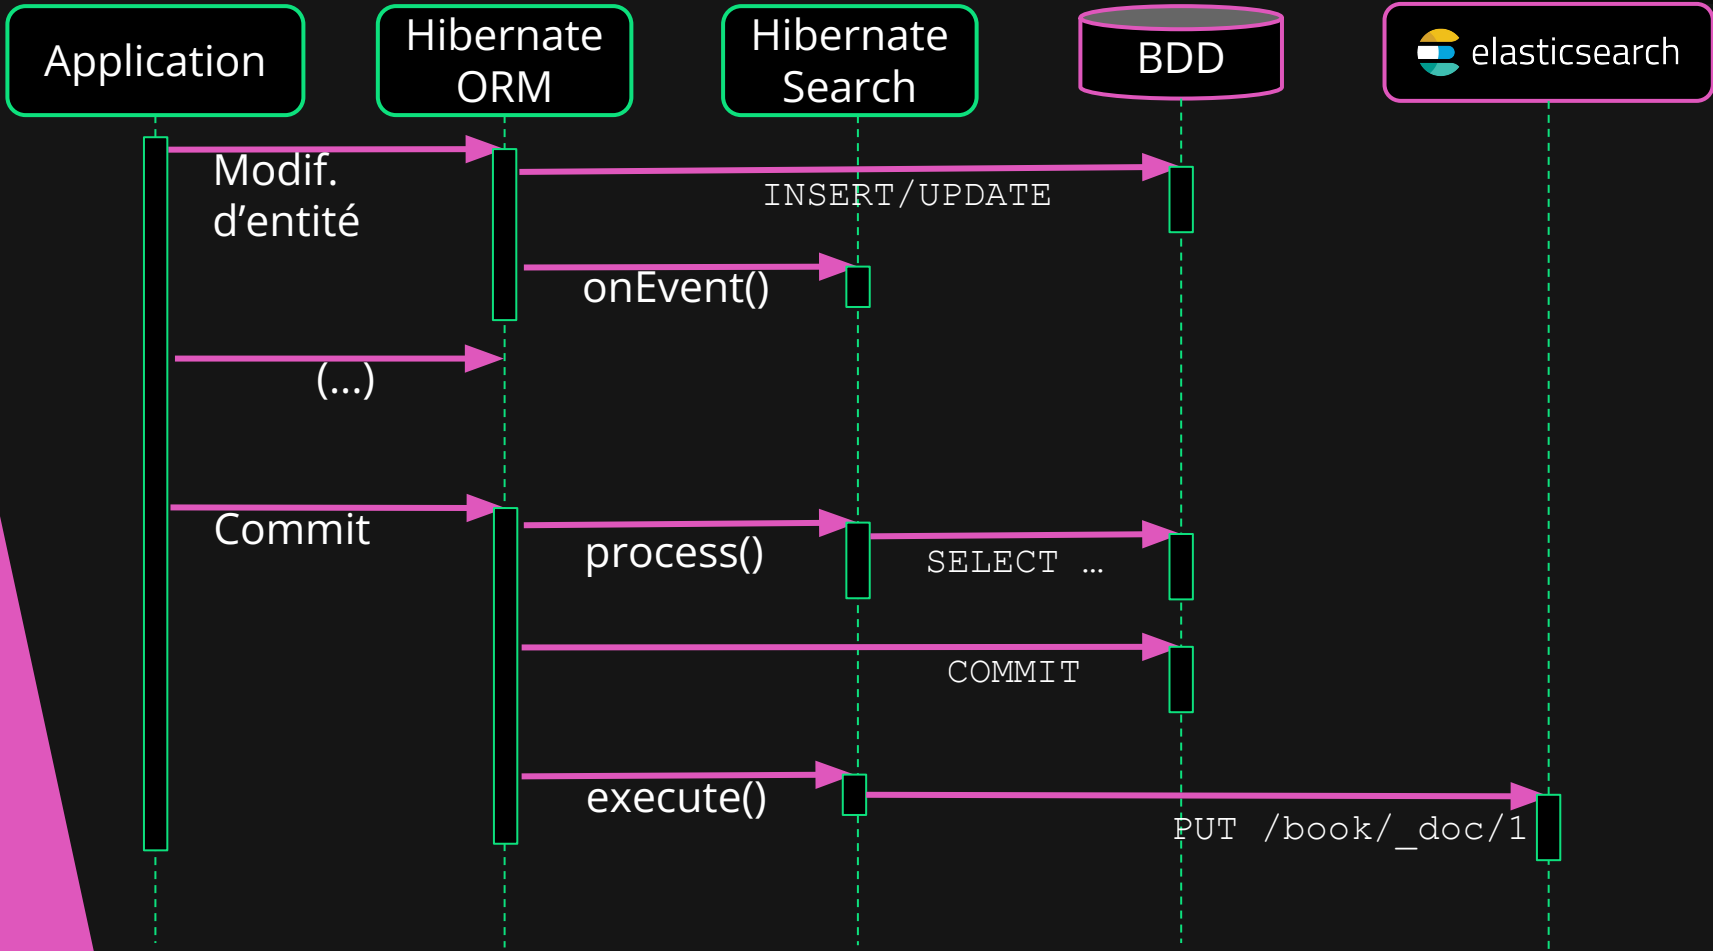 Application
Hibernate
ORM
Hibernate
Search
BDD
elasticsearch
Modif.
d’entité
INSERT/UPDATE
onEvent()
(...)
Commit
process()
SELECT …
COMMIT
execute()
PUT /book/_doc/1